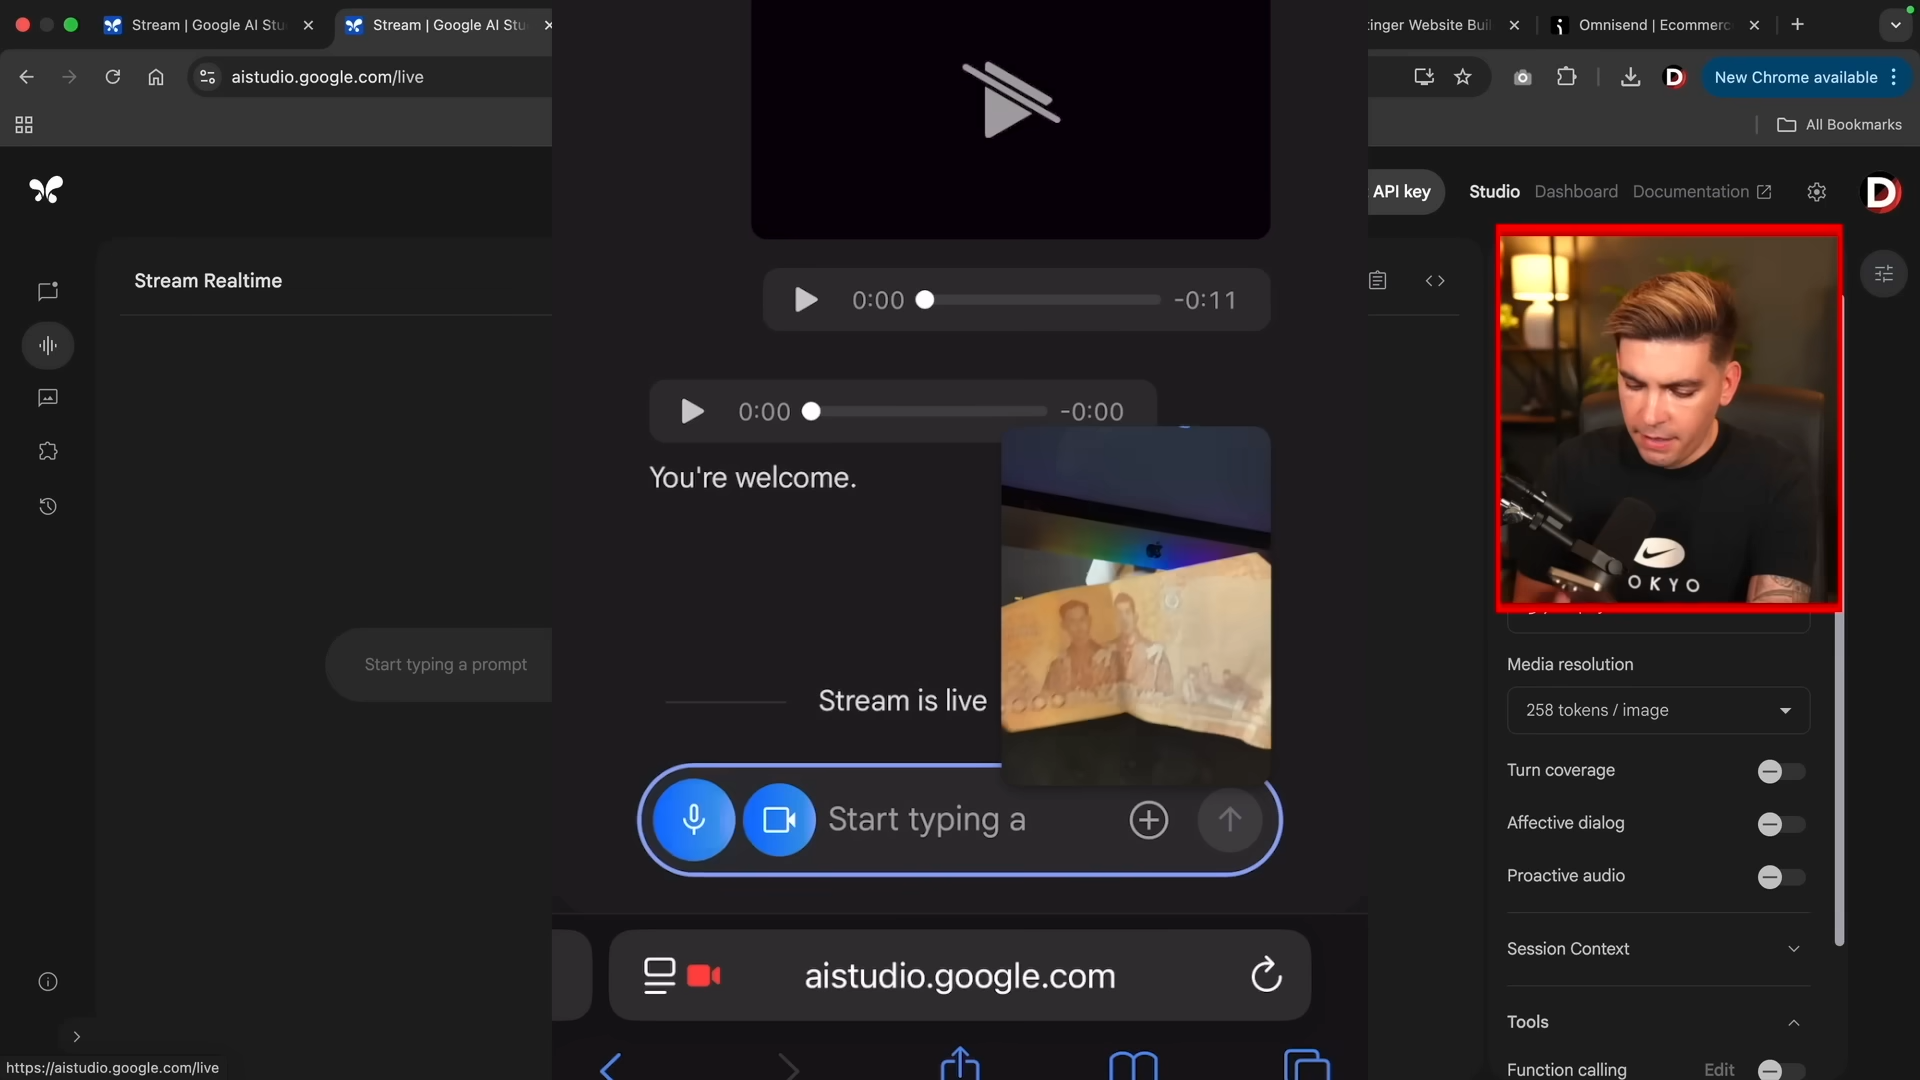 Stream | Google AI Stu
Stream | Google AI Stu
tinger Website Buil
Omnisend | Ecommerc
aistudio.google.com/live
New Chrome available
All Bookmarks
API key
Studio
Dashboard
Documentation
D
Stream Realtime
0:00
-0:11
0:00
-0:00
You're welcome.
Stream is live
Start typing a prompt
Start typing a
aistudio.google.com
OKYO
Media resolution
258 tokens / image
Turn coverage
Affective dialog
Proactive audio
Session Context
Tools
Function calling
Edit
https://aistudio.google.com/live